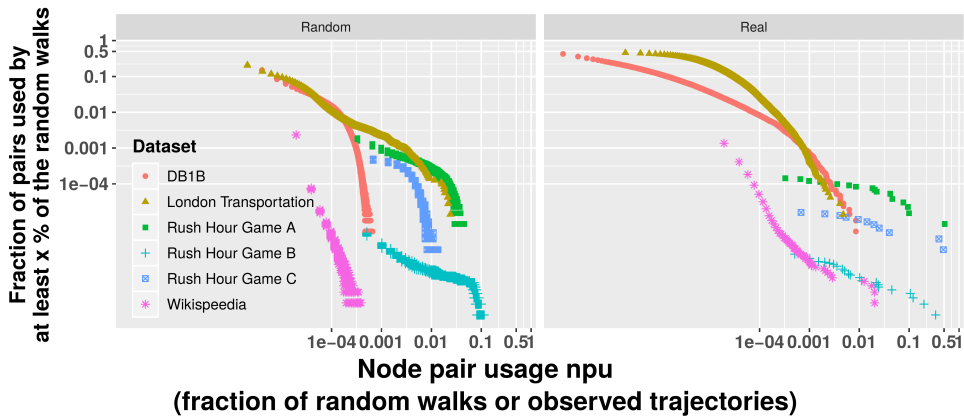 Random
Real
Fraction of pairs used by
at least x % of the random walks
1
0.5
0.1
0.01
0.001
1e−04
Dataset
DB1B
London Transportation
Rush Hour Game A
Rush Hour Game B
Rush Hour Game C
Wikispeedia
1e−04 0.001 0.01 0.1 0.51
1e−04 0.001 0.01 0.1 0.51
Node pair usage npu
(fraction of random walks or observed trajectories)